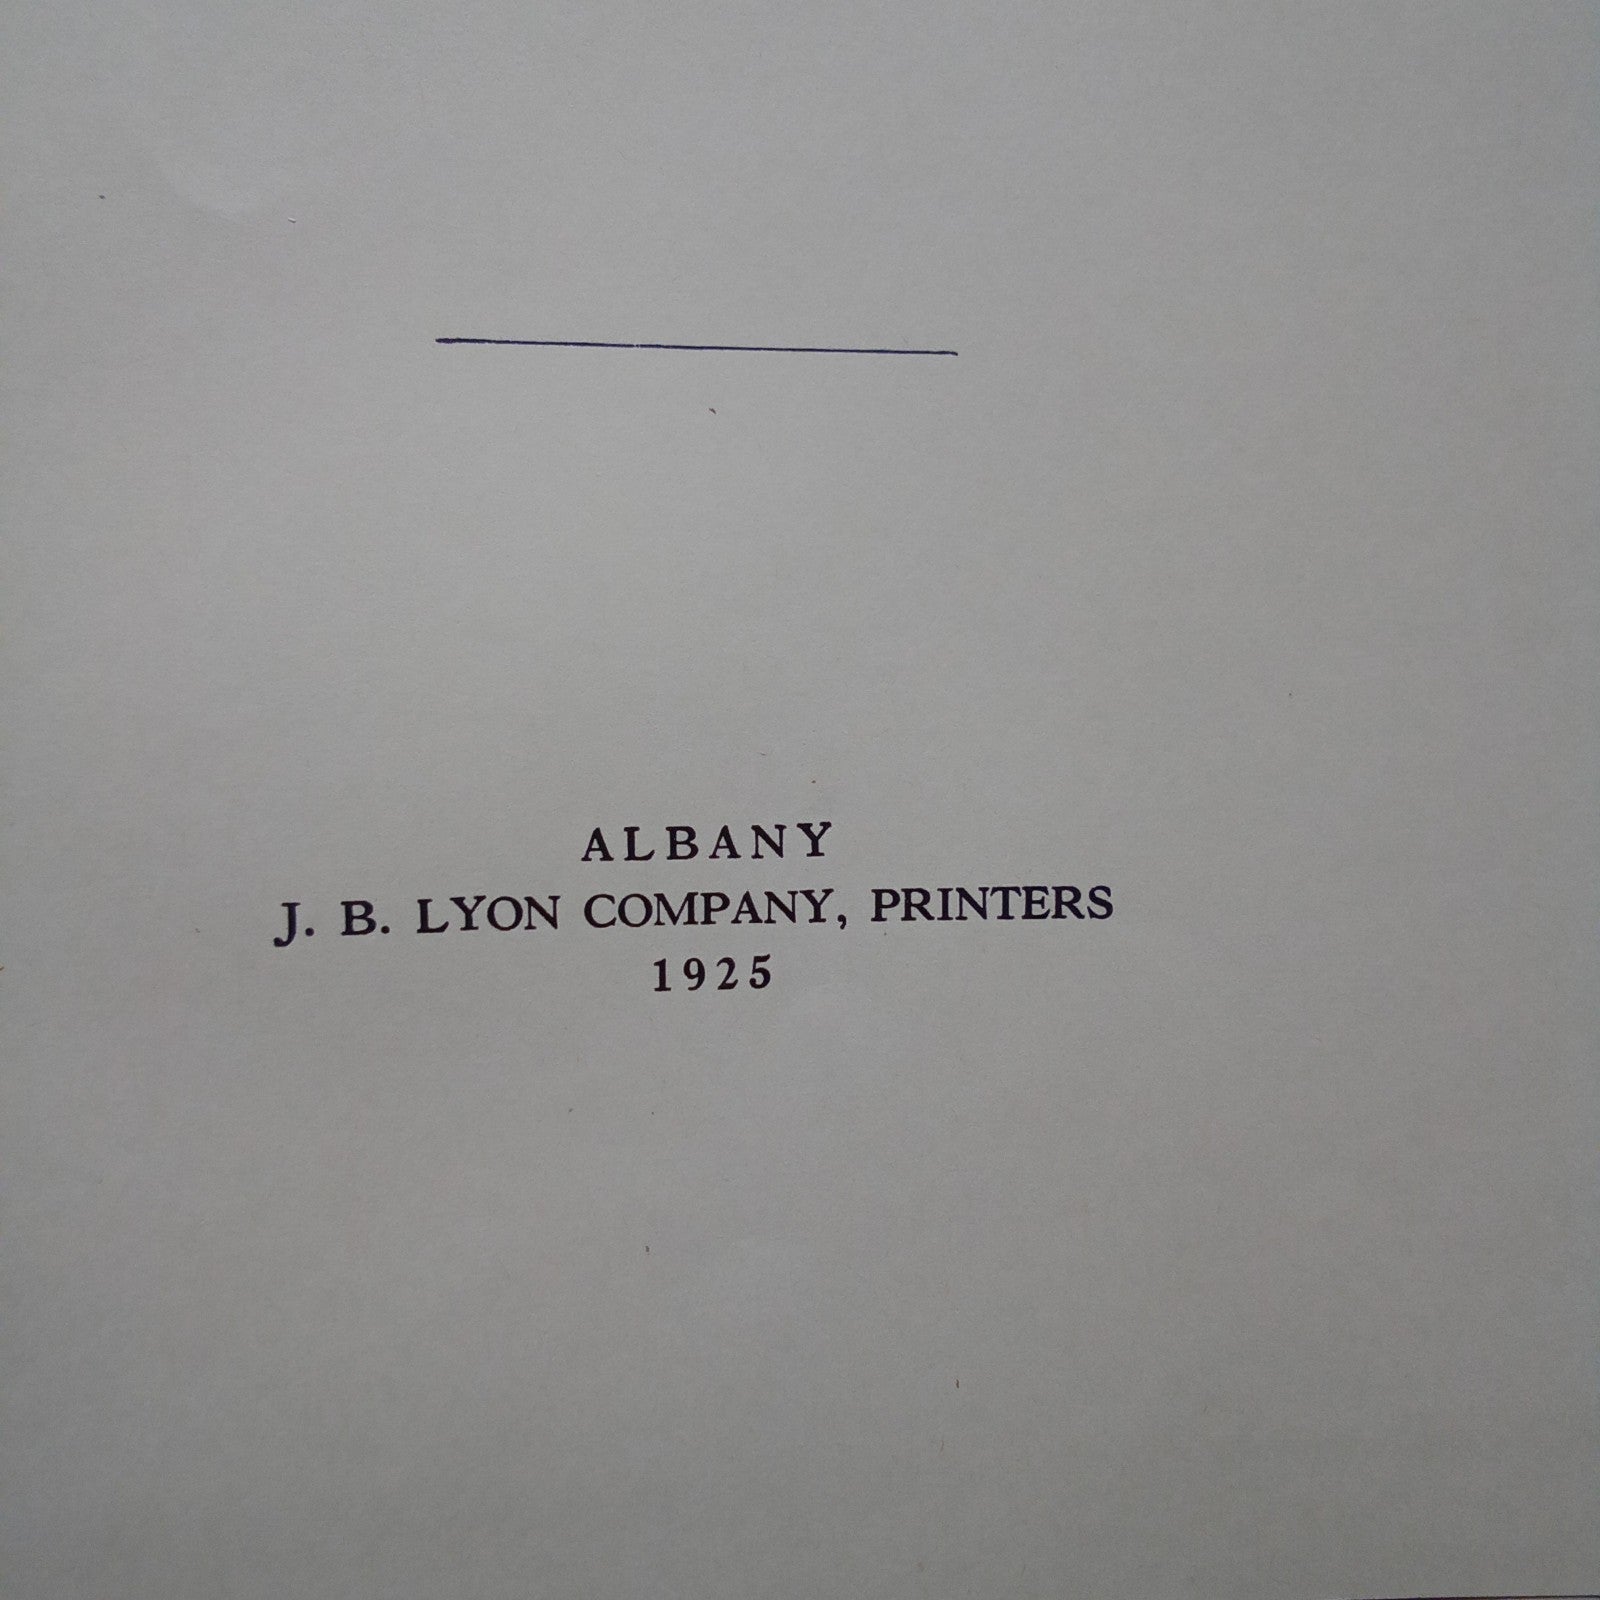 ALBANY
J. B. LYON COMPANY, PRINTERS
1925